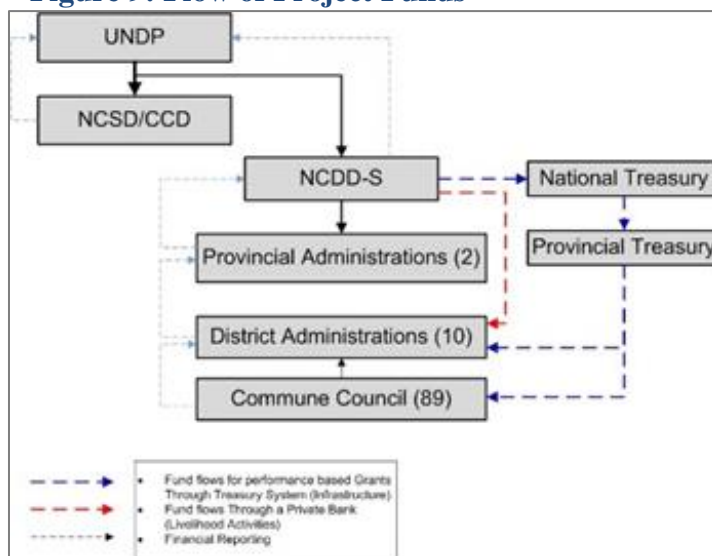 Figure 9: Flow of Project Funds
UNDP
NCSD/CCD
NCDD-S
National Treasury
Provincial Treasury
Provincial Administrations (2)
District Administrations (10)
Commune Council (89)
• Fund flows for performance based Grants
Through Treasury System (Infrastructure)
• Fund flows Through a Private Bank
(Livelihood Activities)
• Financial Reporting